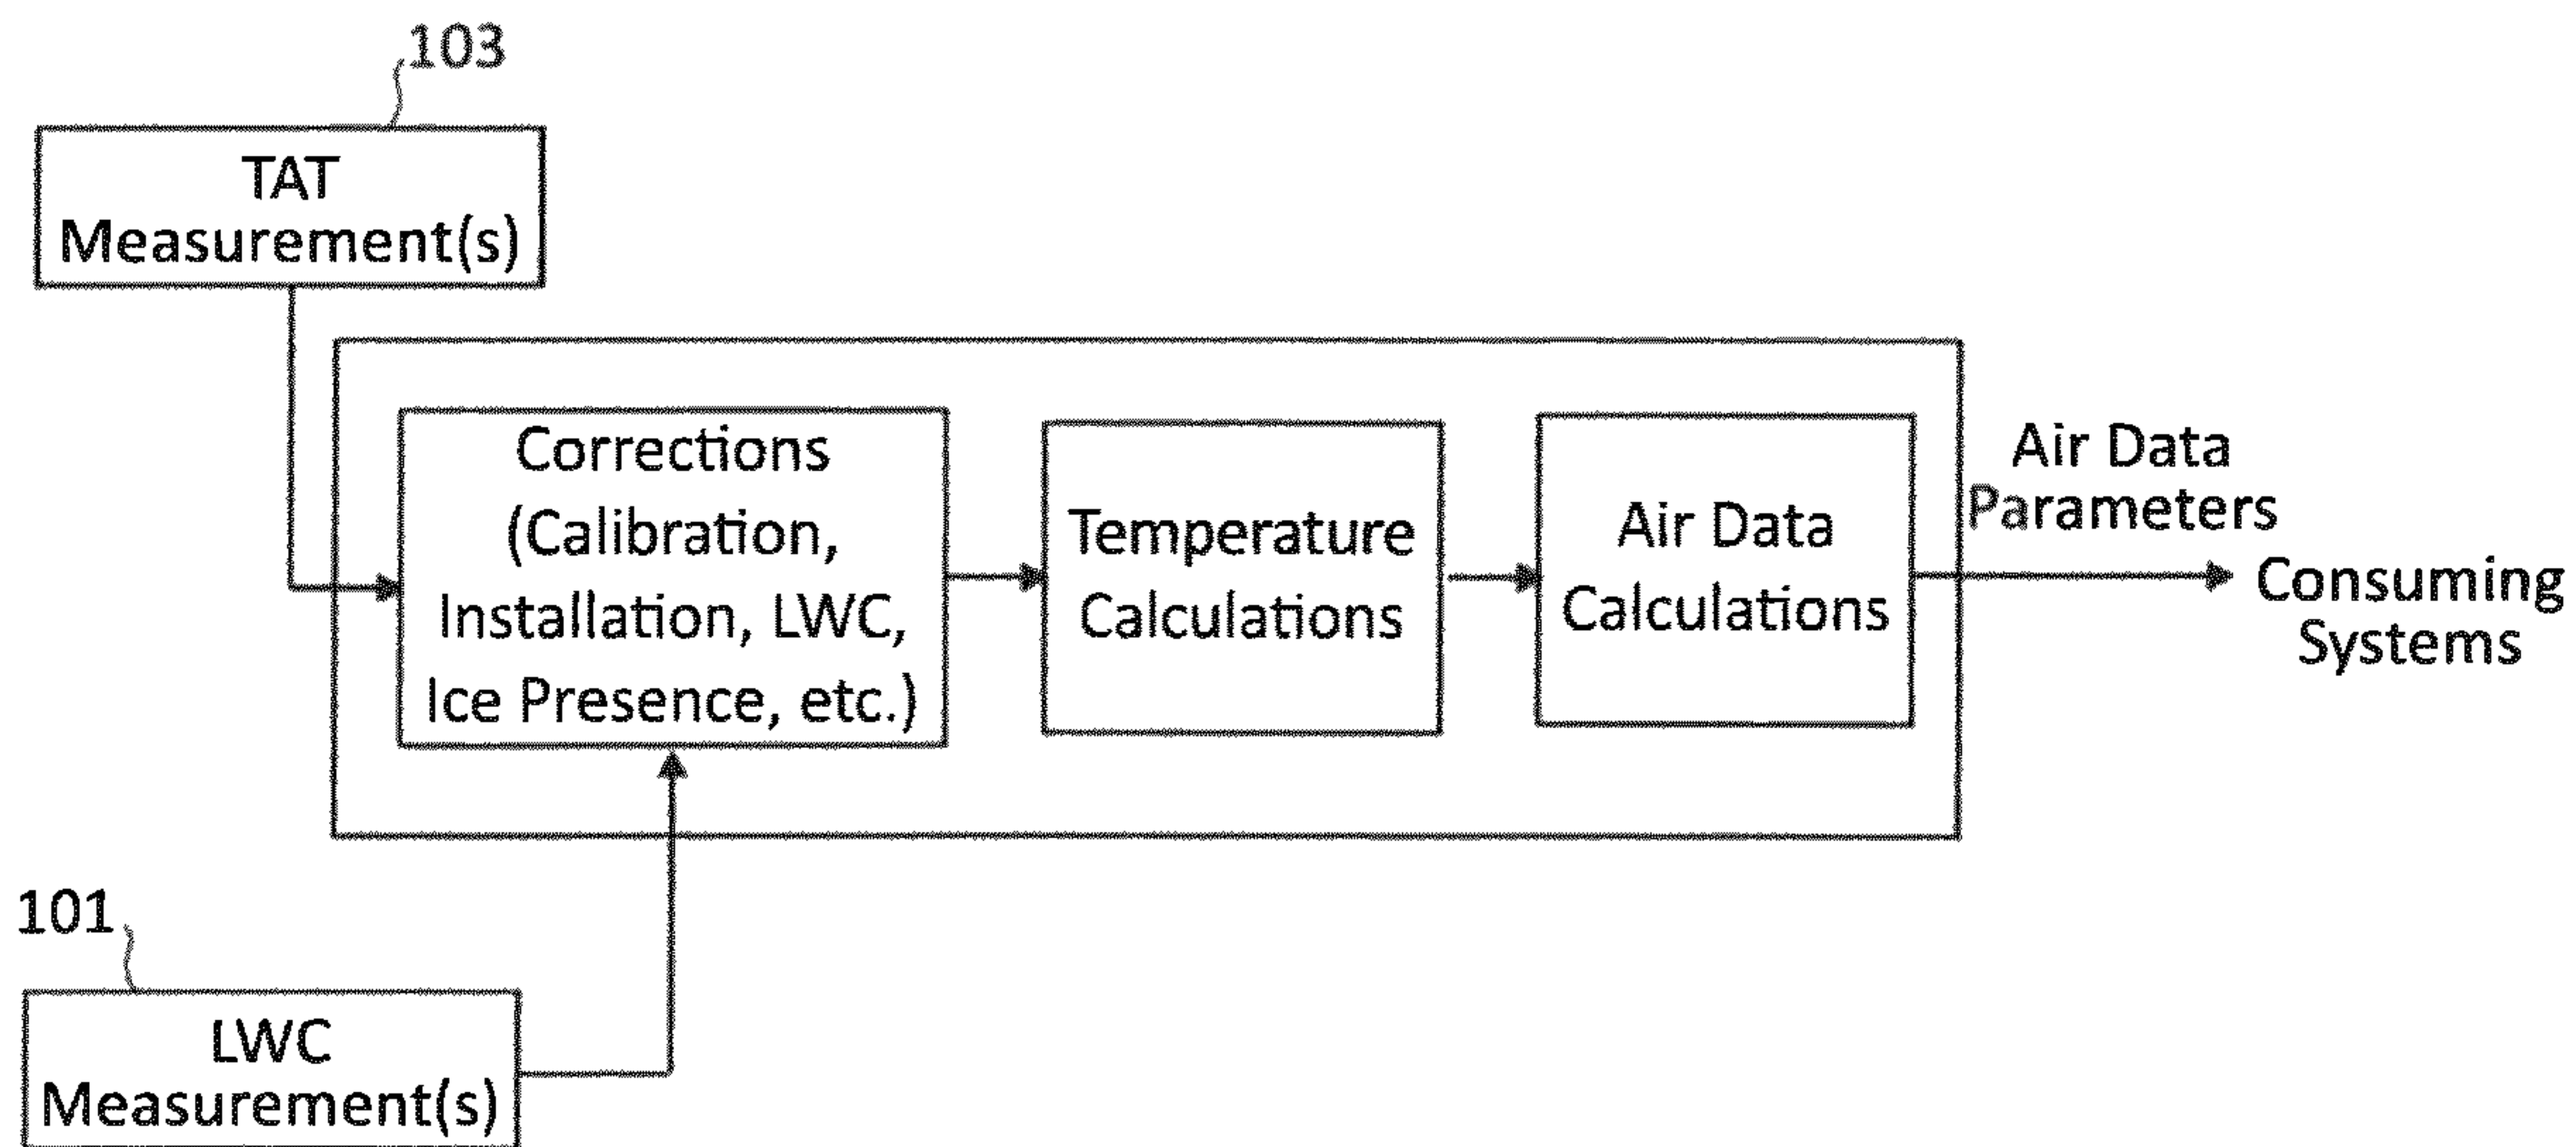 103
TAT
Measurement(s)
Corrections
(Calibration,
Installation, LWC,
Ice Presence, etc.)
Temperature
Calculations
Air Data
Calculations
Air Data
Parameters
Consuming
Systems
101
LWC
Measurement(s)